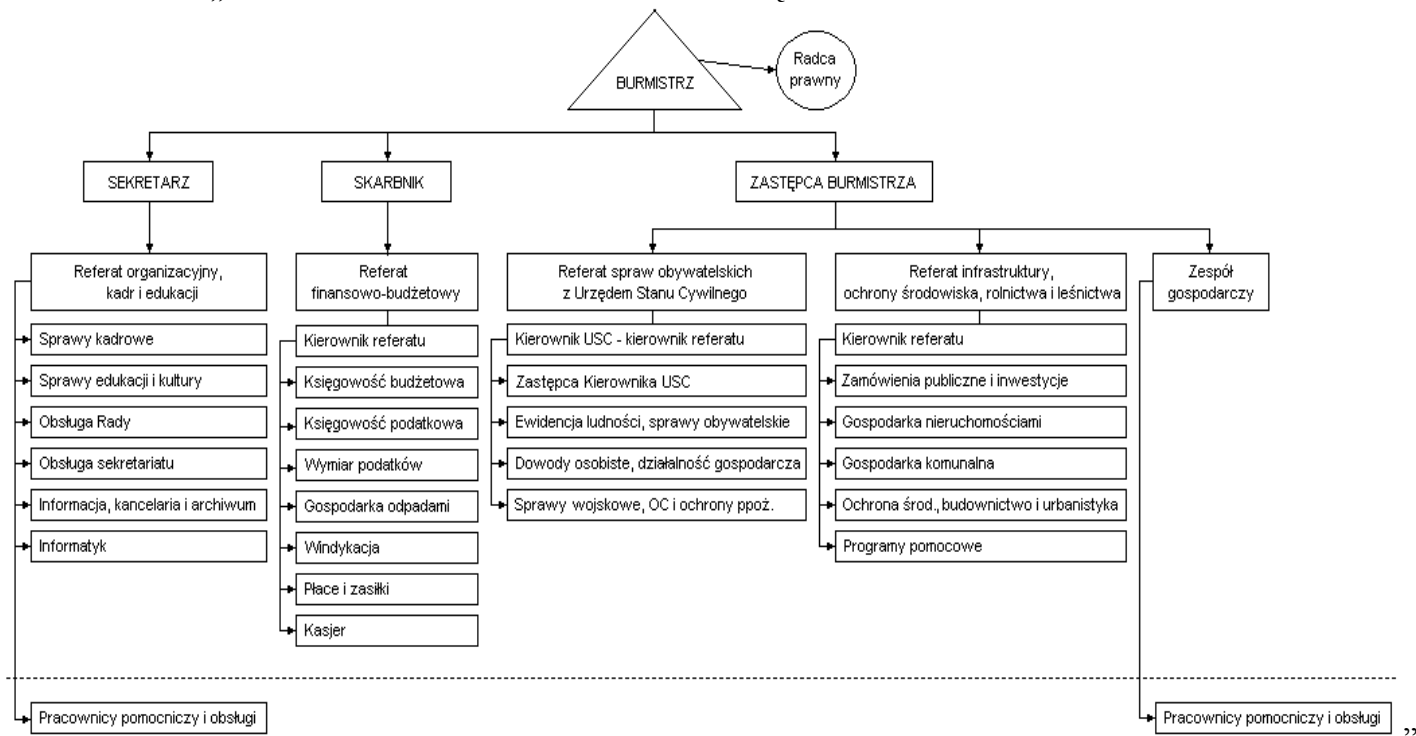 „
BURMISTRZ
Radca
prawny
SEKRETARZ
SKARBNIK
ZASTĘPCA BURMISTRZA
Referat organizacyjny,
kadr i edukacji
Sprawy kadrowe
Sprawy edukacji i kultury
Obsługa Rady
Obsługa sekretariatu
Informacja, kancelaria i archiwum
Informatyk
Pracownicy pomocniczy i obsługi
Referat
finansowo-budżetowy
Kierownik referatu
Księgowość budżetowa
Księgowość podatkowa
Wymiar podatków
Gospodarka odpadami
Windykacja
Płace i zasiłki
Kasjer
Referat spraw obywatelskich
z Urzędem Stanu Cywilnego
Kierownik USC - kierownik referatu
Zastępca Kierownika USC
Ewidencja ludności, sprawy obywatelskie
Dowody osobiste, działalność gospodarcza
Sprawy wojskowe, OC i ochrony ppoż.
Referat infrastruktury,
ochrony środowiska, rolnictwa i leśnictwa
Kierownik referatu
Zamówienia publiczne i inwestycje
Gospodarka nieruchomościami
Gospodarka komunalna
Ochrona środ., budownictwo i urbanistyka
Programy pomocowe
Zespół
gospodarczy
Pracownicy pomocniczy i obsługi
”